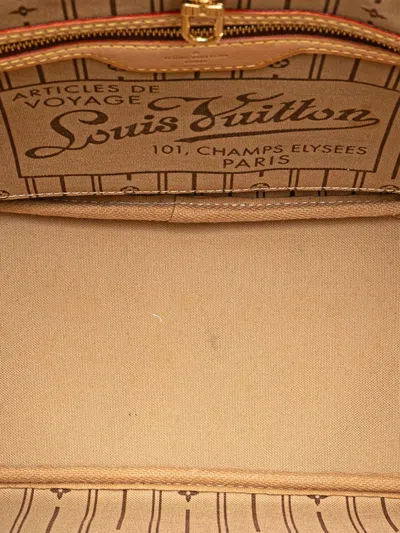 ARTICLES DE
VOYAGE
Louis Vuitton
101, CHAMPS ELYSEES
PARIS